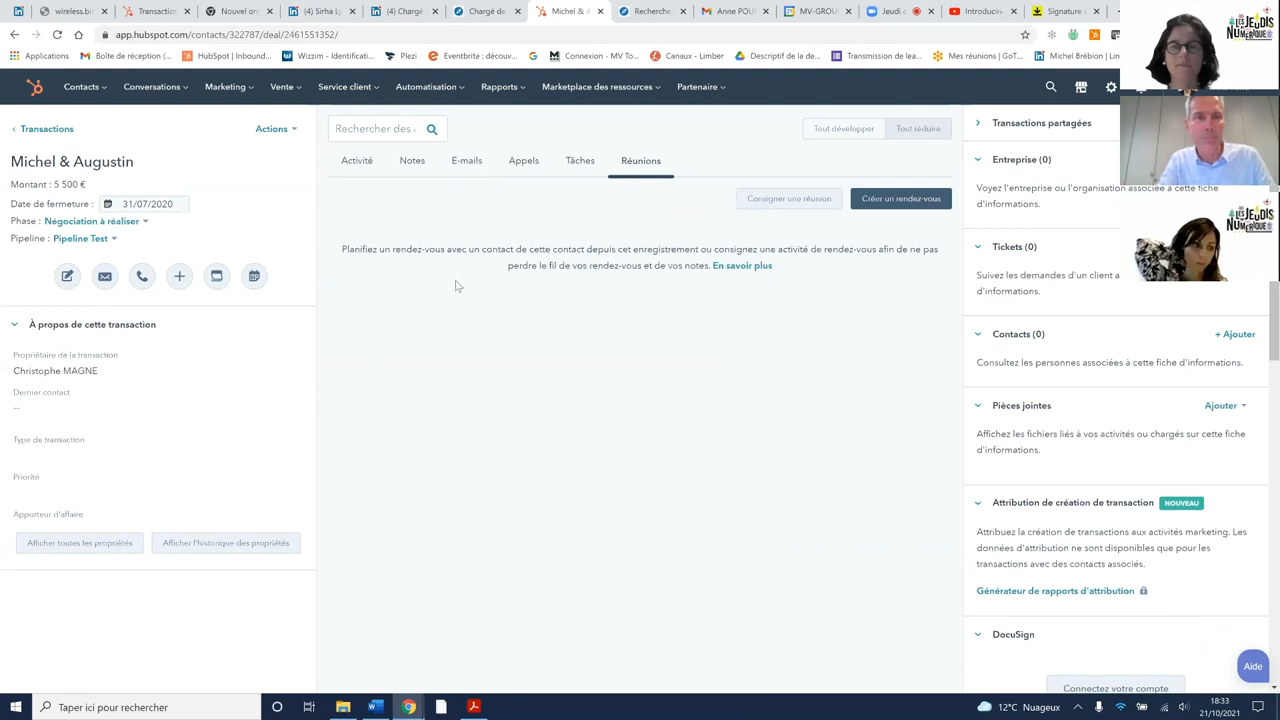 wireless.biz
Transaction
Nouvel on
Sirha Ly
(4) Chargé
Chargé de
Michel & A
Recherche
Anne POU
MV-GROUP
Jeudi c
Introducin
Signature
app.hubspot.com/contacts/322787/deal/2461551352/
Applications
Boîte de réception (...
HubSpot | Inbound...
Wizzim - Identificati...
Plezi
Eventbrite : découv...
Connexion - MV To...
Canaux - Limber
Descriptif de la dem...
Transmission de lea...
Mes réunions | GoT...
Michel Brébion | Lin
Contacts
Conversations
Marketing
Vente
Service client
Automatisation
Rapports
Marketplace des ressources
Partenaire
LES JEUDIS
NUMÉRIQUES
LES JEUDIS
NUMÉRIQUES
Transactions
Actions
Michel & Augustin
Montant : 5 500 €
Date de fermeture : 31/07/2020
Phase : Négociation à réaliser
Pipeline : Pipeline Test
À propos de cette transaction
Propriétaire de la transaction
Christophe MAGNE
Dernier contact
--
Type de transaction
Priorité
Apporteur d'affaire
Afficher toutes les propriétés
Afficher l'historique des propriétés
Rechercher des
Tout développer
Tout réduire
Activité
Notes
E-mails
Appels
Tâches
Réunions
Consigner une réunion
Créer un rendez-vous
Planifiez un rendez-vous avec un contact de cette contact depuis cet enregistrement ou consignez une activité de rendez-vous afin de ne pas
perdre le fil de vos rendez-vous et de vos notes. En savoir plus
Transactions partagées
Entreprise (0)
Voyez l'entreprise ou l'organisation associée à cette fiche
d'informations.
Tickets (0)
Suivez les demandes d'un client a
d'informations.
Contacts (0)
+ Ajouter
Consultez les personnes associées à cette fiche d'informations.
Pièces jointes
Ajouter
Affichez les fichiers liés à vos activités ou chargés sur cette fiche
d'informations.
Attribution de création de transaction NOUVEAU
Attribuez la création de transactions aux activités marketing. Les
données d'attribution ne sont disponibles que pour les
transactions avec des contacts associés.
Générateur de rapports d'attribution
DocuSign
Connectez votre compte
Aide
Taper ici pour rechercher
12°C Nuageux
18:33
21/10/2021